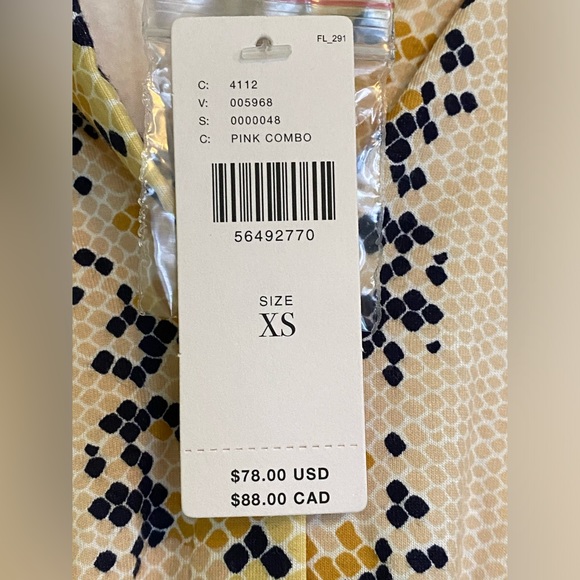 FL_291
C: 4112
V: 005968
S: 0000048
C: PINK COMBO
56492770
SIZE
XS
$78.00 USD
$88.00 CAD